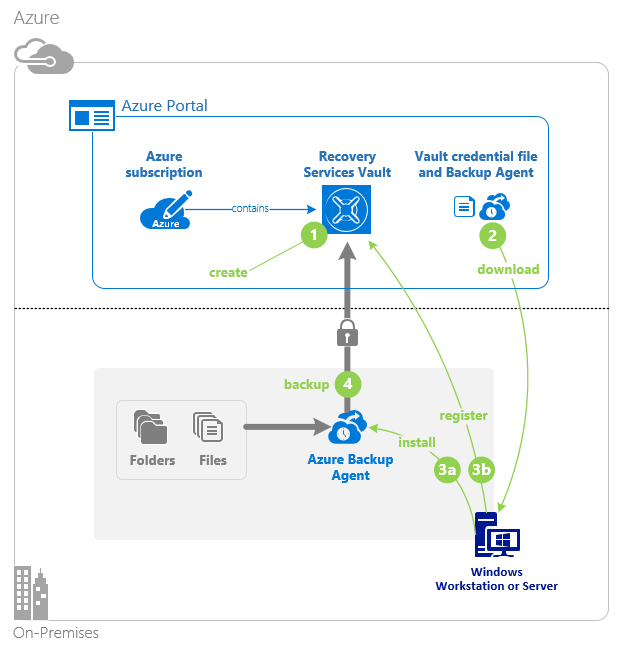 Azure
Azure Portal
Azure
subscription
Recovery
Services Vault
Vault credential file
and Backup Agent
contains
Azure
1
2
create
download
backup
4
register
install
Folders
Files
Azure Backup
Agent
3a
3b
Windows
Workstation or Server
On-Premises